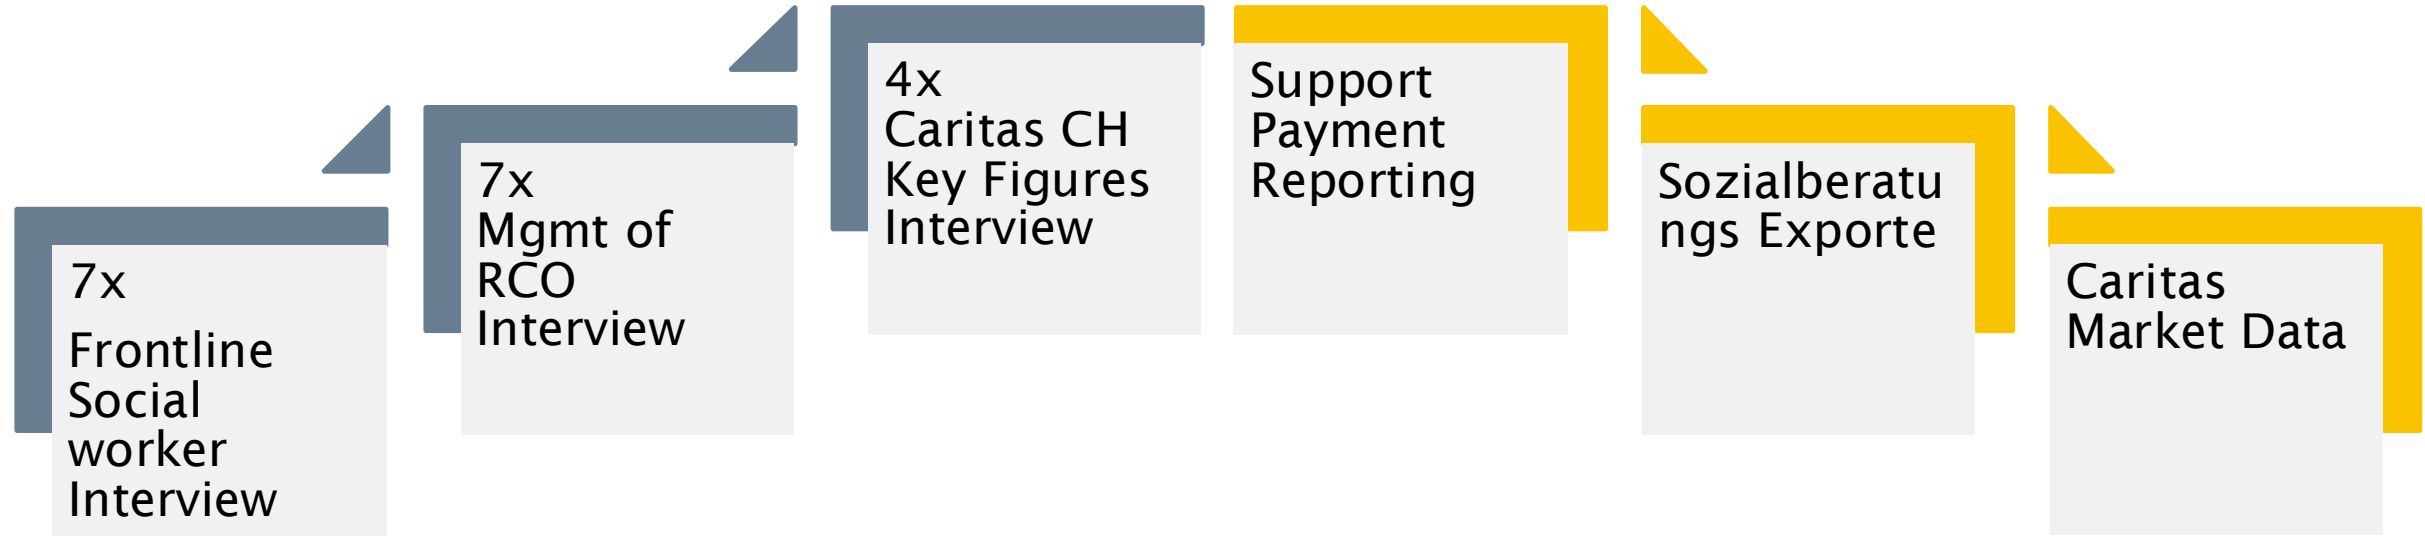 7x
Frontline
Social
worker
Interview
7x
Mgmt of
RCO
Interview
4x
Caritas CH
Key Figures
Interview
Support
Payment
Reporting
Sozialberatu
ngs Exporte
Caritas
Market Data